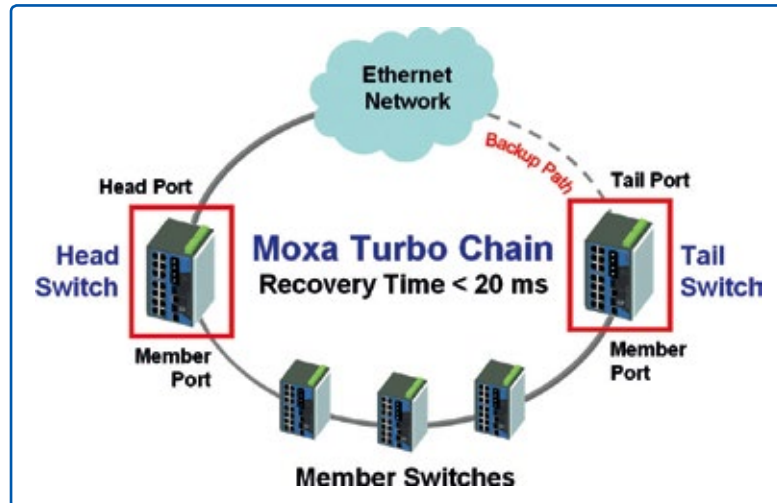 Ethernet
Network
Backup Path
Head Port
Tail Port
Head
Switch
Moxa Turbo Chain
Recovery Time < 20 ms
Tail
Switch
Member
Port
Member
Port
Member Switches